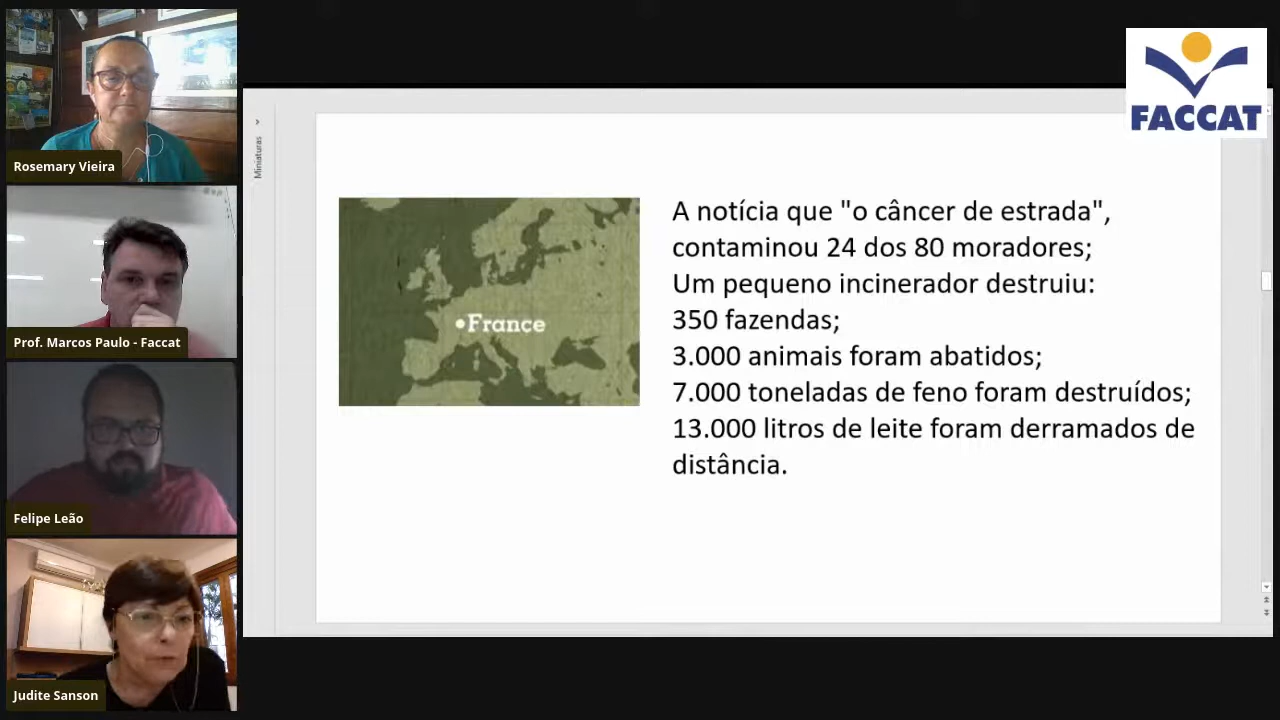 Rosemary Vieira
Prof. Marcos Paulo - Faccat
Felipe Leão
Judite Sanson
Miniaturas
France
A notícia que "o câncer de estrada",
contaminou 24 dos 80 moradores;
Um pequeno incinerador destruiu:
350 fazendas;
3.000 animais foram abatidos;
7.000 toneladas de feno foram destruídos;
13.000 litros de leite foram derramados de
distância.
FACCAT